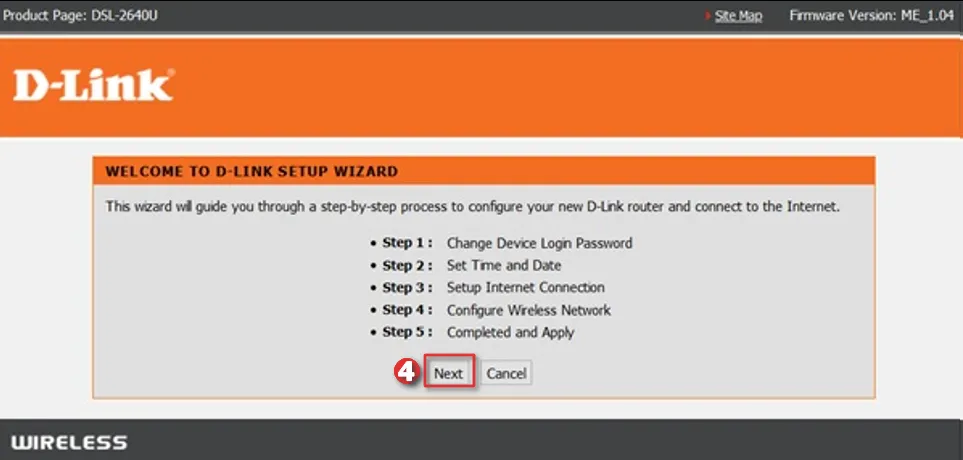 Product Page: DSL-2640U Site Map Firmware Version: ME_1.04
D-Link®
WELCOME TO D-LINK SETUP WIZARD
This wizard will guide you through a step-by-step process to configure your new D-Link router and connect to the Internet.
• Step 1 : Change Device Login Password
• Step 2 : Set Time and Date
• Step 3 : Setup Internet Connection
• Step 4 : Configure Wireless Network
• Step 5 : Completed and Apply
4 Next Cancel
WIRELESS